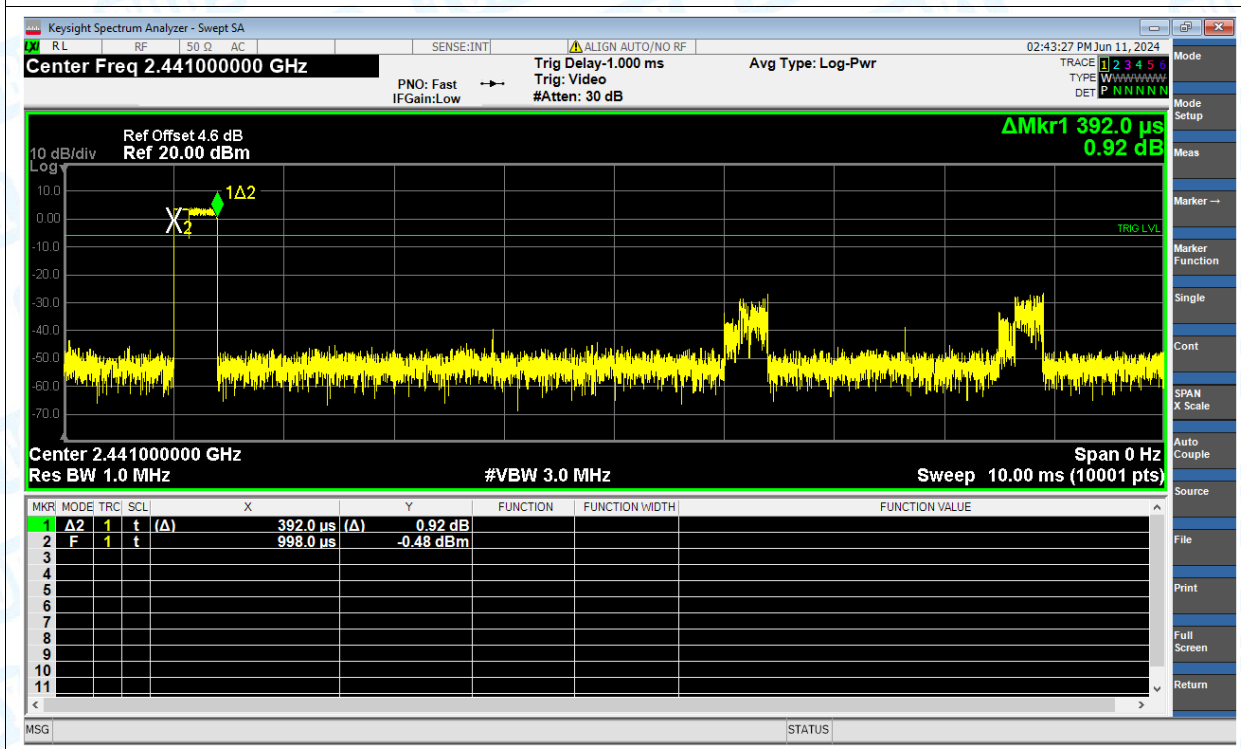 Keysight Spectrum Analyzer - Swept SA
LXI RL RF 50 Ω AC SENSE:INT ⚠ ALIGN AUTO/NO RF 02:43:27 PM Jun 11, 2024
Center Freq 2.441000000 GHz
PNO: Fast
IFGain:Low
Trig Delay-1.000 ms
Trig: Video
#Atten: 30 dB
Avg Type: Log-Pwr
TRACE 1 2 3 4 5 6
TYPE WWWWWW
DET P N N N N N
ΔMkr1 392.0 µs
0.92 dB
Ref Offset 4.6 dB
10 dB/div Ref 20.00 dBm
Log
10.0
0.00
-10.0
-20.0
-30.0
-40.0
-50.0
-60.0
-70.0
1Δ2
X2
TRIG LVL
Center 2.441000000 GHz Span 0 Hz
Res BW 1.0 MHz #VBW 3.0 MHz Sweep 10.00 ms (10001 pts)
MKR MODE TRC SCL X Y FUNCTION FUNCTION WIDTH FUNCTION VALUE
1 Δ2 1 t (Δ) 392.0 µs (Δ) 0.92 dB
2 F 1 t 998.0 µs -0.48 dBm
3
4
5
6
7
8
9
10
11
MSG STATUS
Mode
Mode
Setup
Meas
Marker →
Marker
Function
Single
Cont
SPAN
X Scale
Auto
Couple
Source
File
Print
Full
Screen
Return